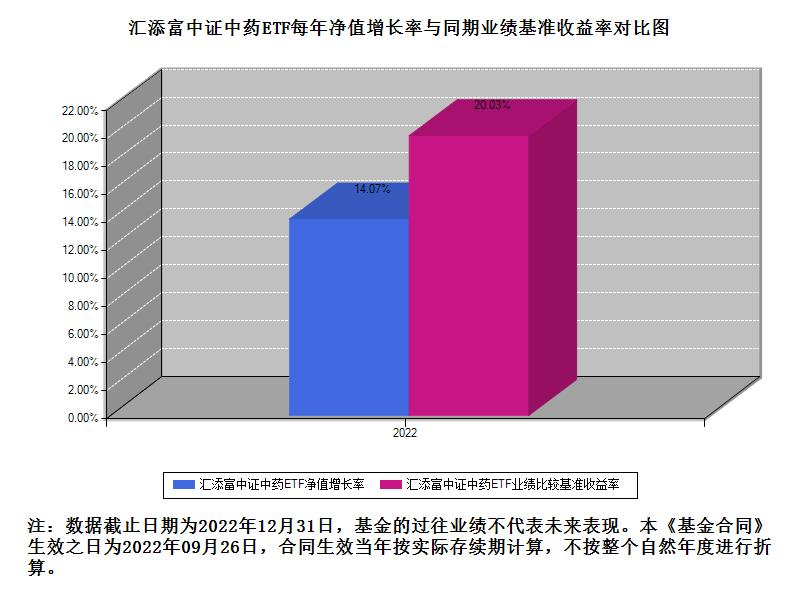 汇添富中证中药ETF每年净值增长率与同期业绩基准收益率对比图
22.00%
20.00%
18.00%
16.00%
14.00%
12.00%
10.00%
8.00%
6.00%
4.00%
2.00%
0.00%
20.03%
14.07%
2022
汇添富中证中药ETF净值增长率
汇添富中证中药ETF业绩比较基准收益率
注：数据截止日期为2022年12月31日，基金的过往业绩不代表未来表现。本《基金合同》
生效之日为2022年09月26日，合同生效当年按实际存续期计算，不按整个自然年度进行折
算。